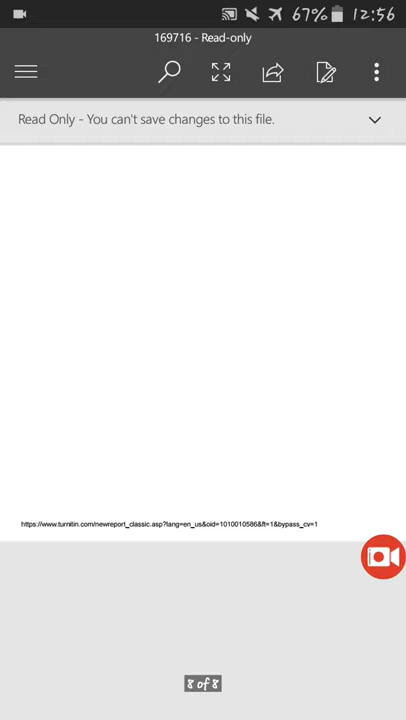 67% 12:56
169716 - Read-only
Read Only - You can't save changes to this file.
https://www.turnitin.com/newreport_classic.asp?lang=en_us&oid=1010010586&ft=1&bypass_cv=1
8 of 8